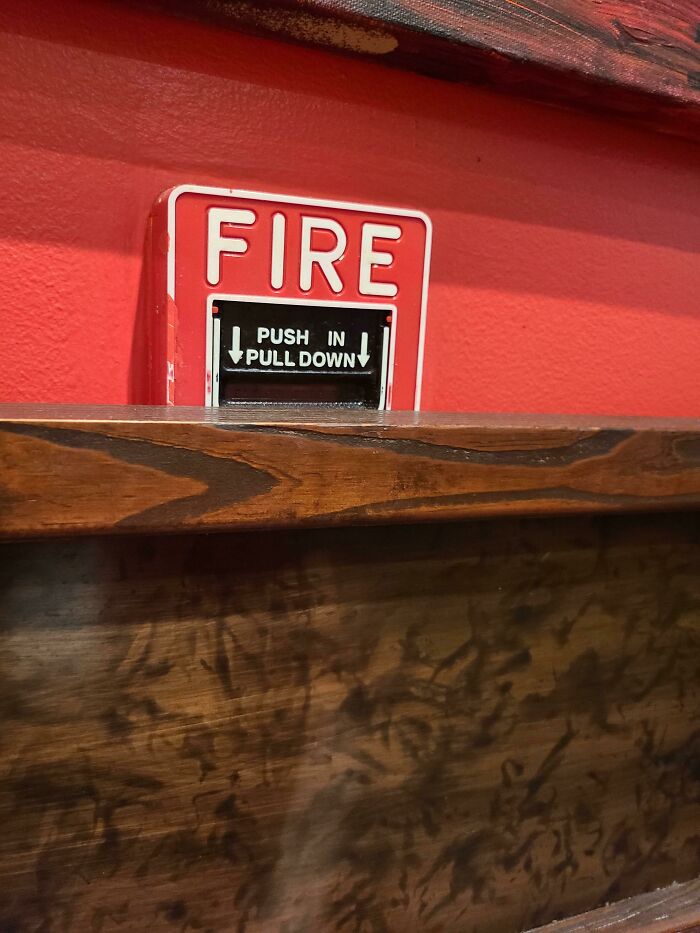 FIRE
PUSH IN
PULL DOWN